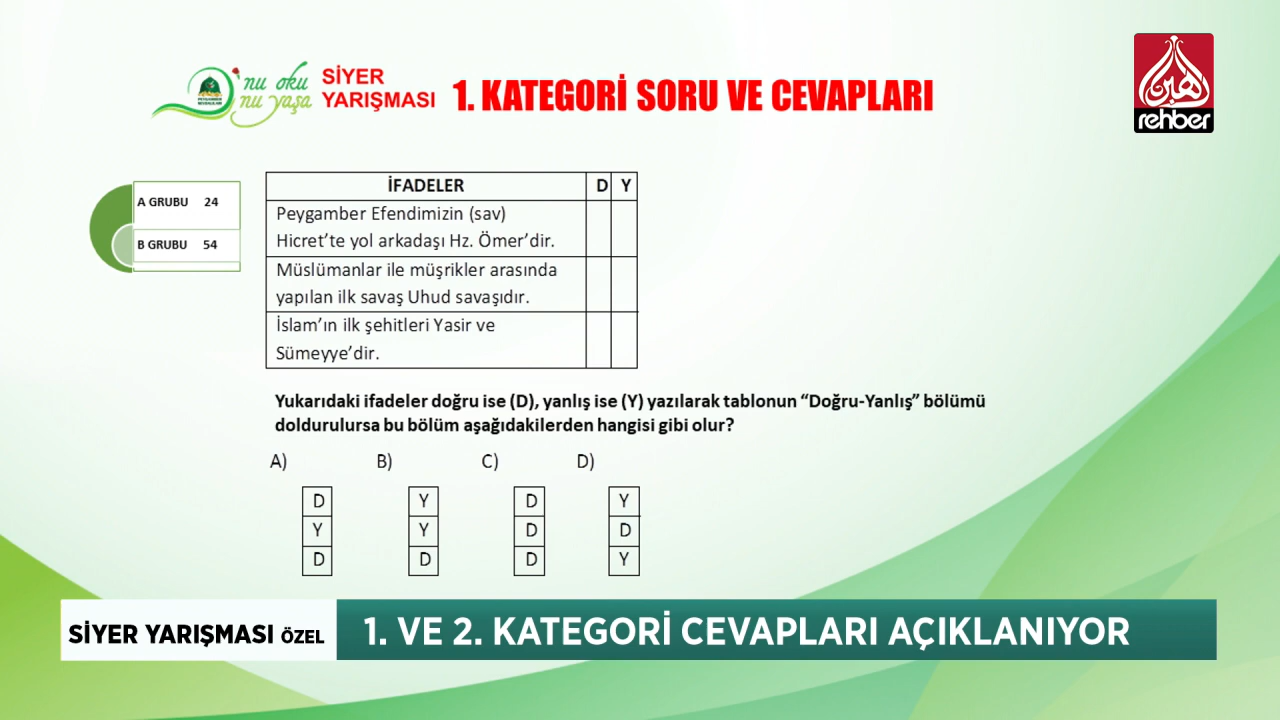 O'nu oku
O'nu yaşa
PEYGAMBER
SEVDALILARI
SİYER
YARIŞMASI
1. KATEGORİ SORU VE CEVAPLARI
هبر
rehber
A GRUBU 24
B GRUBU 54
İFADELER D Y
Peygamber Efendimizin (sav)
Hicret’te yol arkadaşı Hz. Ömer’dir.
Müslümanlar ile müşrikler arasında
yapılan ilk savaş Uhud savaşıdır.
İslam’ın ilk şehitleri Yasir ve
Sümeyye’dir.
Yukarıdaki ifadeler doğru ise (D), yanlış ise (Y) yazılarak tablonun “Doğru-Yanlış” bölümü
doldurulursa bu bölüm aşağıdakilerden hangisi gibi olur?
A) B) C) D)
D Y D Y
Y Y D D
D D D Y
SİYER YARIŞMASI ÖZEL
1. VE 2. KATEGORİ CEVAPLARI AÇIKLANIYOR